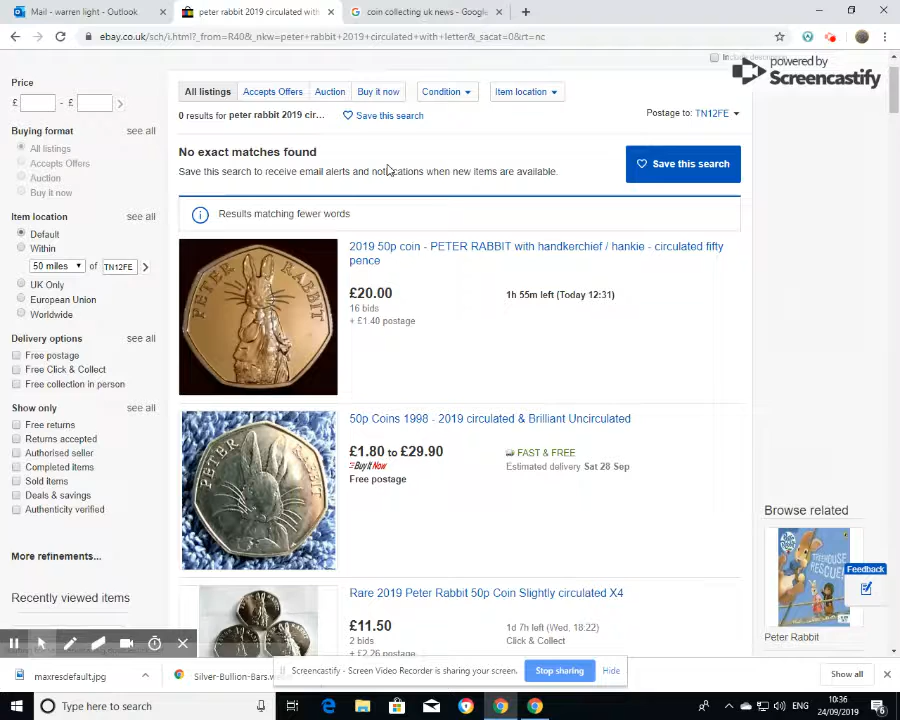 Mail - warren light - Outlook
peter rabbit 2019 circulated with
coin collecting uk news - Google
ebay.co.uk/sch/i.html?_from=R40&_nkw=peter+rabbit+2019+circulated+with+letter&_sacat=0&rt=nc
powered by
Screencastify
Price
£ - £
Buying format see all
All listings
Accepts Offers
Auction
Buy it now
Item location see all
Default
Within
50 miles of TN12FE
UK Only
European Union
Worldwide
Delivery options see all
Free postage
Free Click & Collect
Free collection in person
Show only see all
Free returns
Returns accepted
Authorised seller
Completed items
Sold items
Deals & savings
Authenticity verified
More refinements...
Recently viewed items
All listings Accepts Offers Auction Buy it now Condition Item location
0 results for peter rabbit 2019 cir... Save this search Postage to: TN12FE
No exact matches found
Save this search to receive email alerts and notifications when new items are available.
Save this search
Results matching fewer words
PETER RABBIT
2019 50p coin - PETER RABBIT with handkerchief / hankie - circulated fifty
pence
£20.00 1h 55m left (Today 12:31)
16 bids
+ £1.40 postage
PETER RABBIT
50p Coins 1998 - 2019 circulated & Brilliant Uncirculated
£1.80 to £29.90 FAST & FREE
Buy It Now Estimated delivery Sat 28 Sep
Free postage
Rare 2019 Peter Rabbit 50p Coin Slightly circulated X4
£11.50 1d 7h left (Wed, 18:22)
2 bids Click & Collect
+ £2.26 postage
Browse related
TREEHOUSE
RESCUE!
Feedback
Peter Rabbit
Screencastify - Screen Video Recorder is sharing your screen. Stop sharing Hide
maxresdefault.jpg
Silver-Bullion-Bars.w
Show all
Type here to search
ENG
10:36
24/09/2019
6